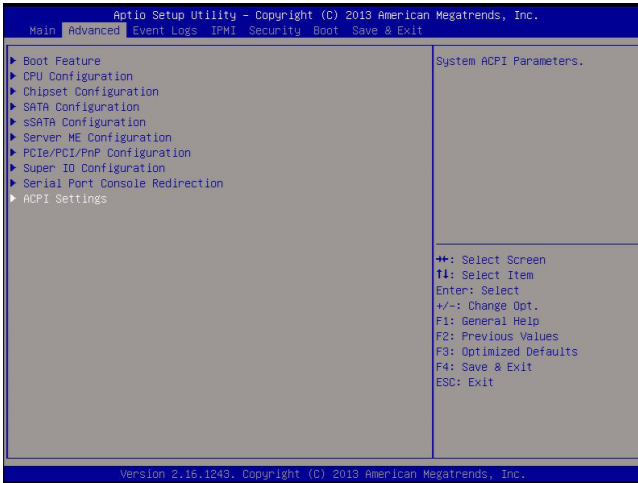 Aptio Setup Utility – Copyright (C) 2013 American Megatrends, Inc.
Main Advanced Event Logs IPMI Security Boot Save & Exit
▶ Boot Feature
▶ CPU Configuration
▶ Chipset Configuration
▶ SATA Configuration
▶ sSATA Configuration
▶ Server ME Configuration
▶ PCIe/PCI/PnP Configuration
▶ Super IO Configuration
▶ Serial Port Console Redirection
▶ ACPI Settings
System ACPI Parameters.
→←: Select Screen
↑↓: Select Item
Enter: Select
+/-: Change Opt.
F1: General Help
F2: Previous Values
F3: Optimized Defaults
F4: Save & Exit
ESC: Exit
Version 2.16.1243. Copyright (C) 2013 American Megatrends, Inc.